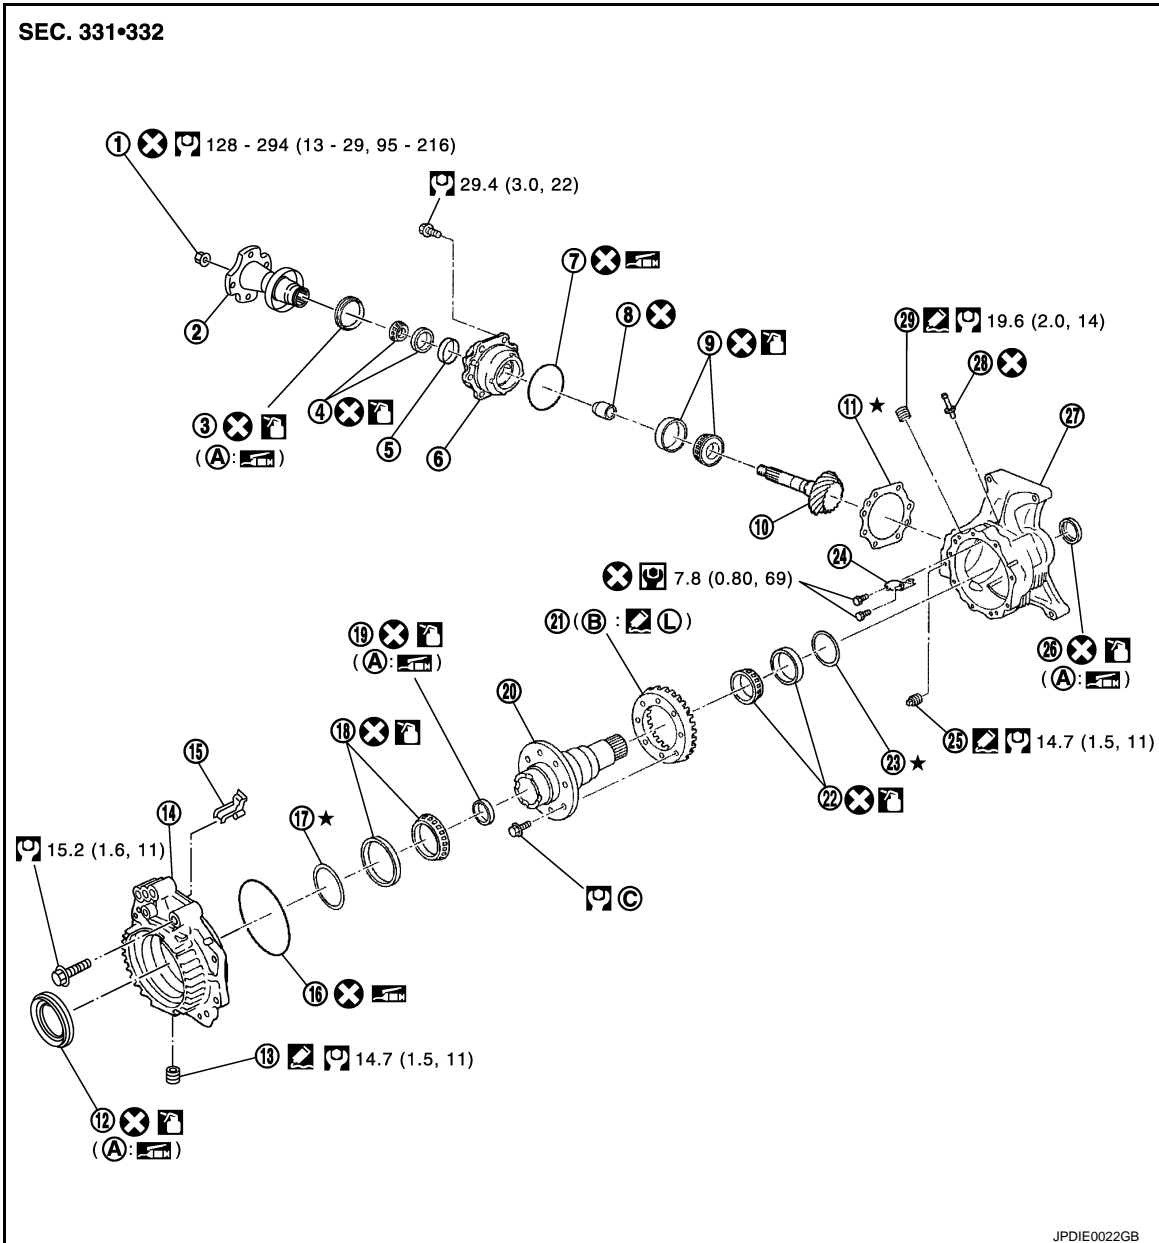 SEC. 331•332
1 128 - 294 (13 - 29, 95 - 216)
29.4 (3.0, 22)
2
3
(A: )
4
5
6
7
8
9
10
11 ★
29 19.6 (2.0, 14)
28
27
24
7.8 (0.80, 69)
26
(A: )
25 14.7 (1.5, 11)
21 (B : L)
19
(A: )
20
22
23 ★
18
17 ★
15
14
15.2 (1.6, 11)
C
16
13 14.7 (1.5, 11)
12
(A: )
JPDIE0022GB